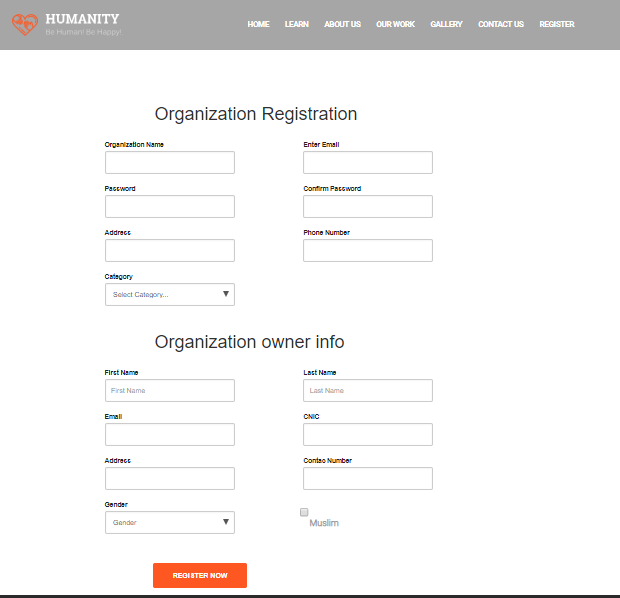 HUMANITY
Be Human! Be Happy!
HOME LEARN ABOUT US OUR WORK GALLERY CONTACT US REGISTER
Organization Registration
Organization Name Enter Email
Password Confirm Password
Address Phone Number
Category
Select Category...
Organization owner info
First Name Last Name
First Name Last Name
Email CNIC
Address Contac Number
Gender
Gender
Muslim
REGISTER NOW